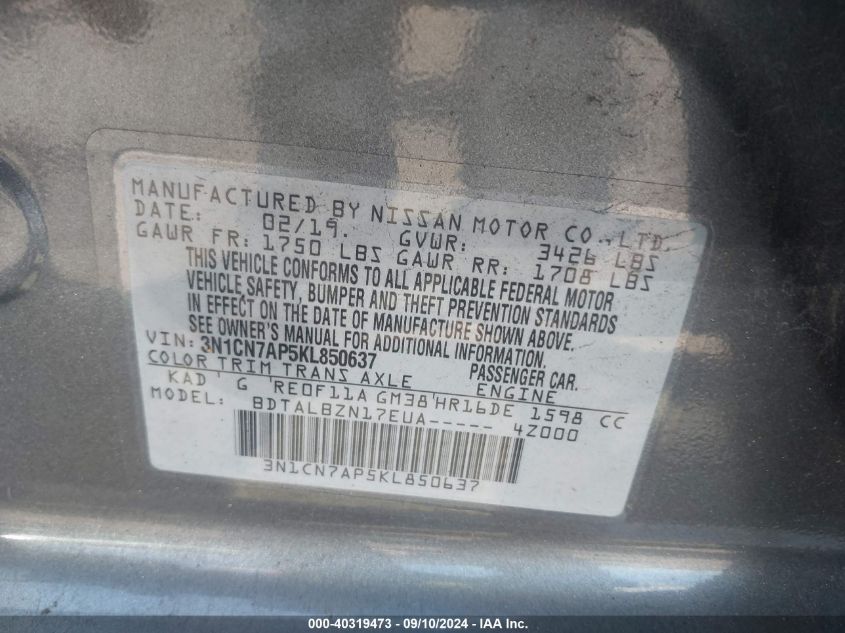 MANUFACTURED BY NISSAN MOTOR CO., LTD.
DATE: 02/19. GVWR: 3426 LBS
GAWR FR: 1750 LBS GAWR RR: 1708 LBS
THIS VEHICLE CONFORMS TO ALL APPLICABLE FEDERAL MOTOR
VEHICLE SAFETY, BUMPER AND THEFT PREVENTION STANDARDS
IN EFFECT ON THE DATE OF MANUFACTURE SHOWN ABOVE.
SEE OWNER'S MANUAL FOR ADDITIONAL INFORMATION.
VIN: 3N1CN7AP5KL850637 PASSENGER CAR.
COLOR TRIM TRANS AXLE ENGINE
KAD G RE0F11A GM38 HR16DE 1598 CC
MODEL: BDTALBZN17EUA----- 4Z000
3N1CN7AP5KL850637
000-40319473 - 09/10/2024 - © IAA, Inc.